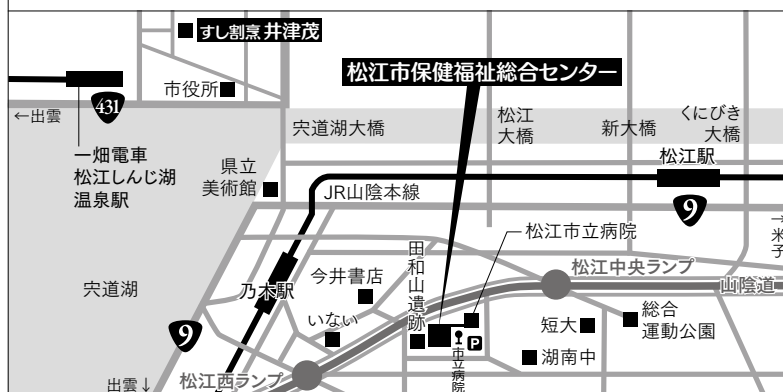 すし割烹 井津茂
松江市保健福祉総合センター
市役所
431
←出雲
一畑電車
松江しんじ湖
温泉駅
宍道湖大橋
松江
大橋
新大橋
くにびき
大橋
松江駅
県立
美術館
JR山陰本線
9
→米子
松江市立病院
田和山遺跡
松江中央ランプ
山陰道
宍道湖
乃木駅
今井書店
いない
9
P
市立病院
短大
総合
運動公園
湖南中
出雲↓
松江西ランプ